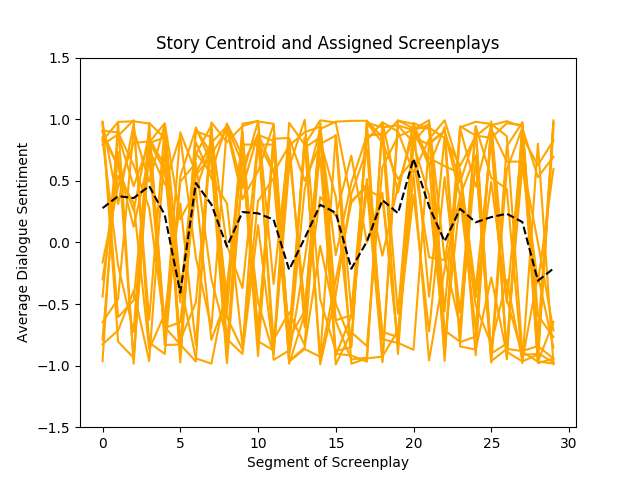 Story Centroid and Assigned Screenplays
1.5
1.0
0.5
0.0
−0.5
−1.0
−1.5
Average Dialogue Sentiment
0 5 10 15 20 25 30
Segment of Screenplay